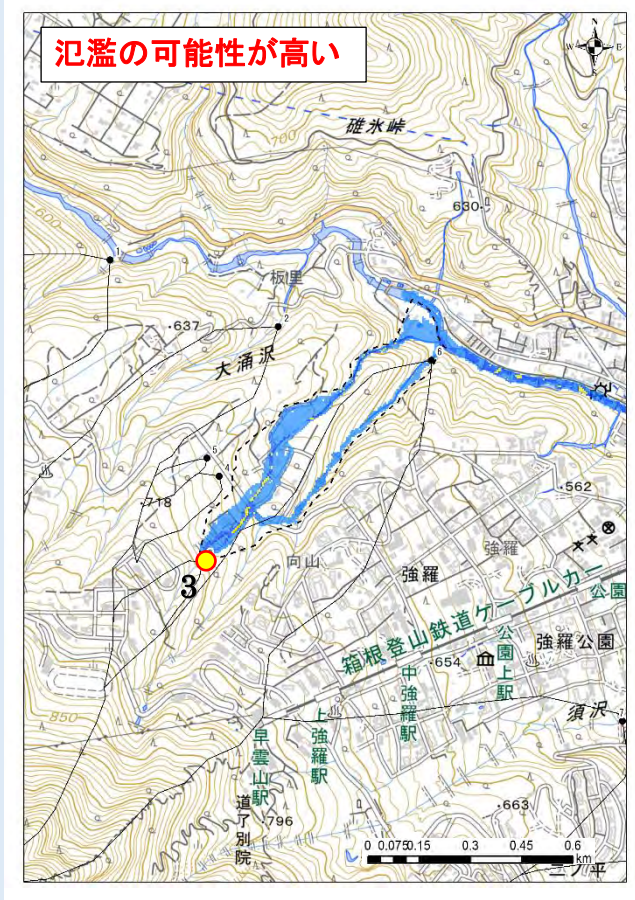 氾濫の可能性が高い
N
W E
S
碓氷峠
700
600
630
1
板里
2
637
大涌沢
6
5
4
718
562
3
向山
強羅
強羅
公園
箱根登山鉄道ケーブルカー
強羅公園
公園上駅
654
中強羅駅
上強羅駅
早雲山駅
850
須沢
7
道了別院
796
663
0 0.075 0.15 0.3 0.45 0.6
km
二ノ平